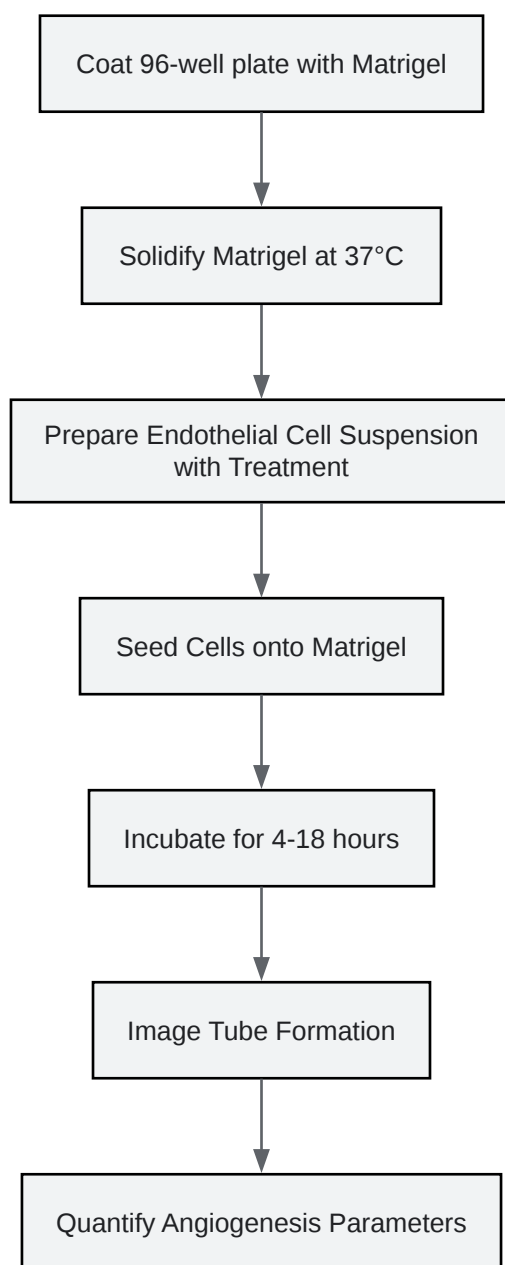 Coat 96-well plate with Matrigel
Solidify Matrigel at 37°C
Prepare Endothelial Cell Suspension
with Treatment
Seed Cells onto Matrigel
Incubate for 4-18 hours
Image Tube Formation
Quantify Angiogenesis Parameters